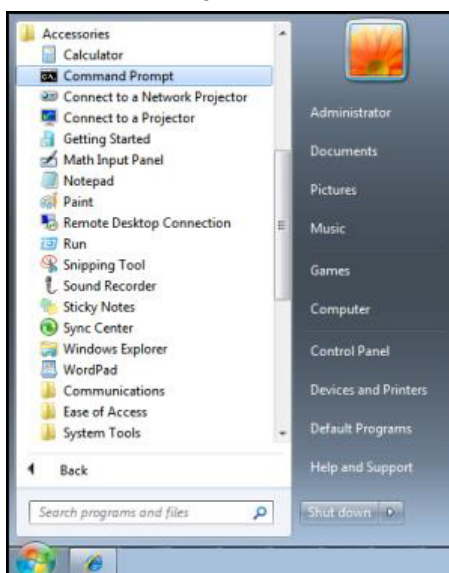 Accessories
Calculator
Command Prompt
Connect to a Network Projector
Connect to a Projector
Getting Started
Math Input Panel
Notepad
Paint
Remote Desktop Connection
Run
Snipping Tool
Sound Recorder
Sticky Notes
Sync Center
Windows Explorer
WordPad
Communications
Ease of Access
System Tools
Back
Search programs and files
Administrator
Documents
Pictures
Music
Games
Computer
Control Panel
Devices and Printers
Default Programs
Help and Support
Shut down